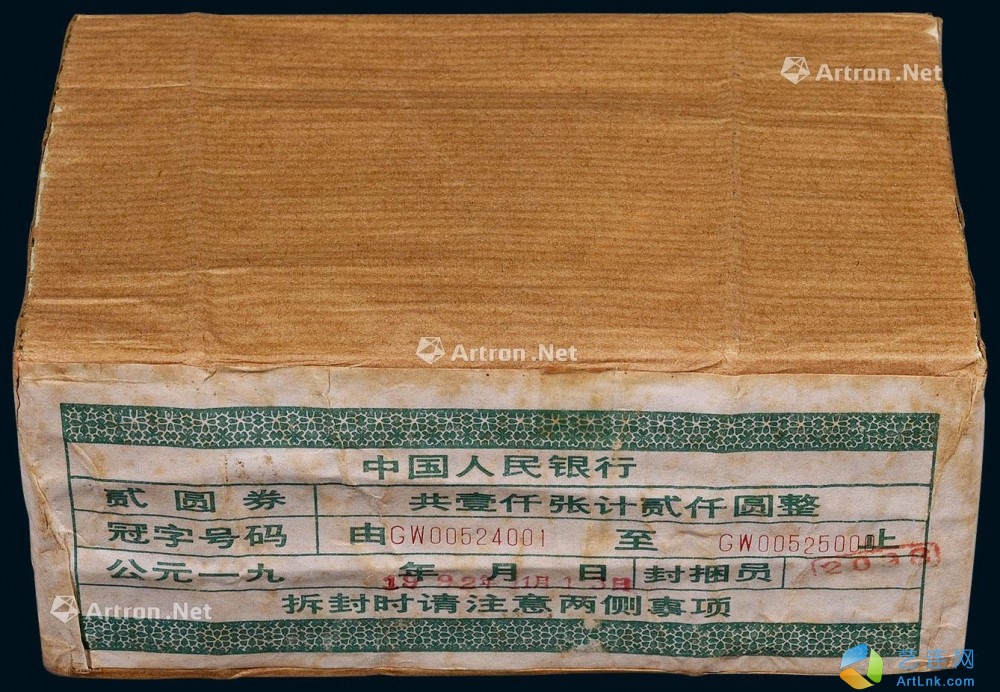 Artron.Net
Artron.Net
中国人民银行
贰圆券 共壹仟张计贰仟圆整
冠字号码 由GW00524001 至 GW00525000止
公元一九 年 月 日 封捆员
拆封时请注意两侧事项
Artron.Net
ArtLnk.com